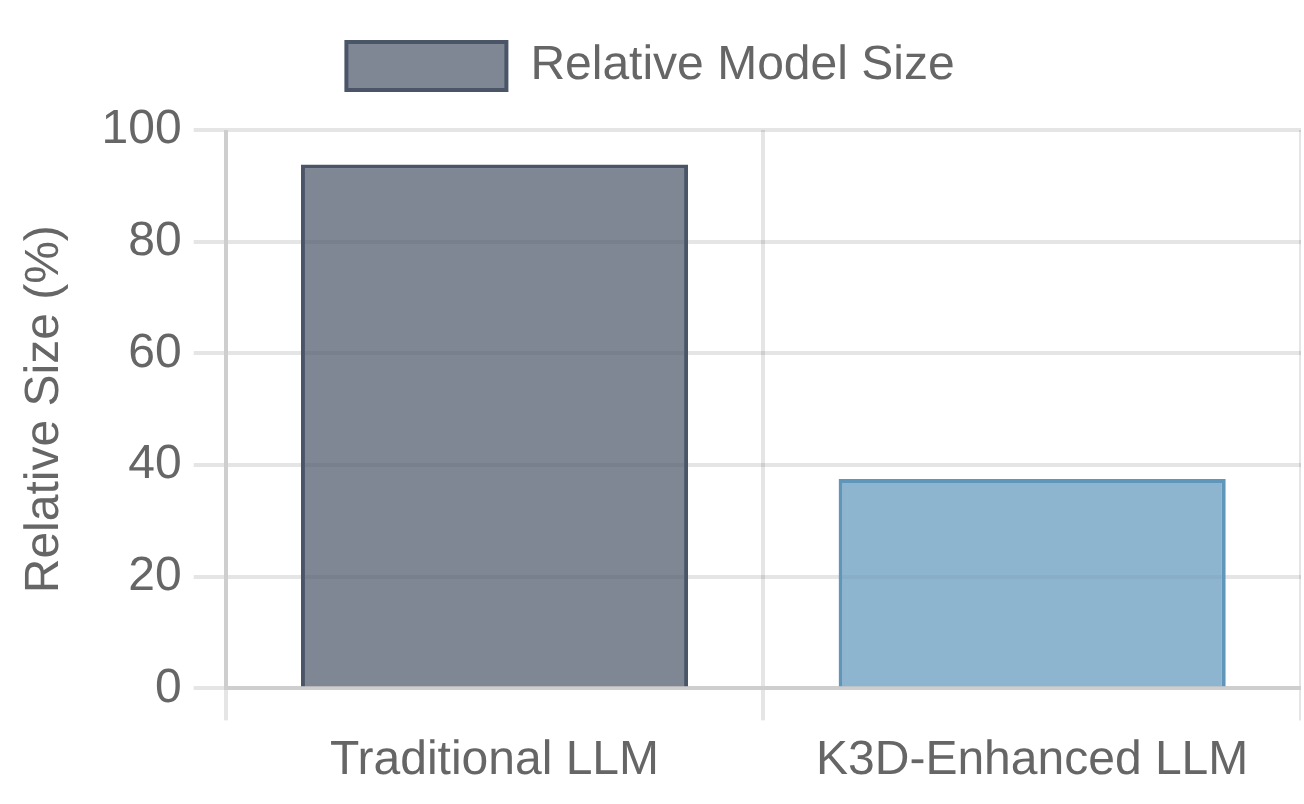 Relative Model Size
100
80
60
40
20
0
Relative Size (%)
Traditional LLM
K3D-Enhanced LLM